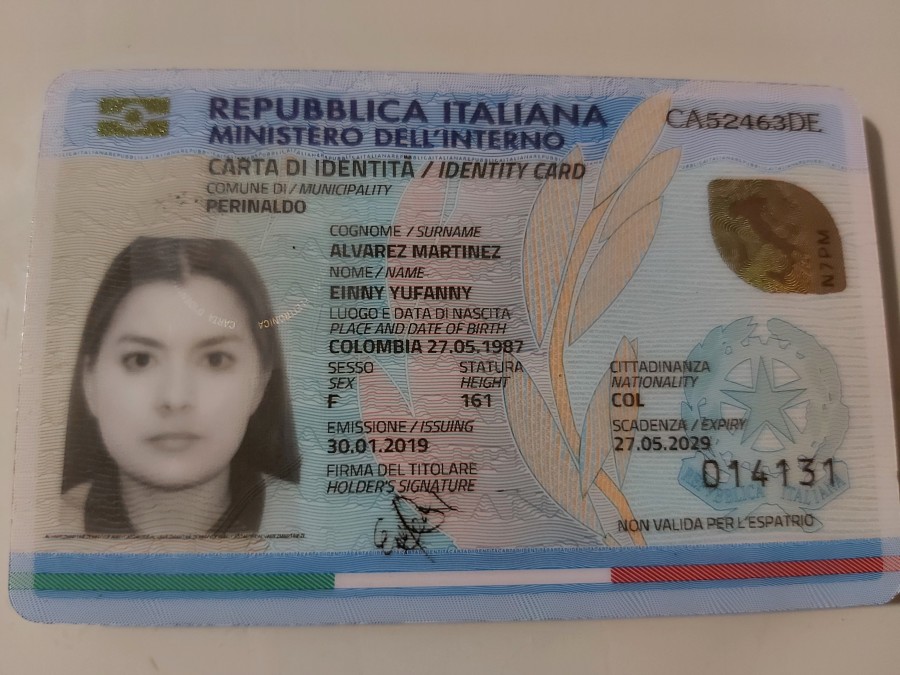 REPUBBLICA ITALIANA
MINISTERO DELL'INTERNO
CA52463DE
CARTA DI IDENTITÀ / IDENTITY CARD
COMUNE DI / MUNICIPALITY
PERINALDO
COGNOME / SURNAME
ALVAREZ MARTINEZ
NOME / NAME
EINNY YUFANNY
LUOGO E DATA DI NASCITA
PLACE AND DATE OF BIRTH
COLOMBIA 27.05.1987
SESSO
SEX
F
STATURA
HEIGHT
161
CITTADINANZA
NATIONALITY
COL
EMISSIONE / ISSUING
30.01.2019
SCADENZA / EXPIRY
27.05.2029
FIRMA DEL TITOLARE
HOLDER'S SIGNATURE
014131
REPUBBLICA ITALIANA
NON VALIDA PER L'ESPATRIO
N7PM